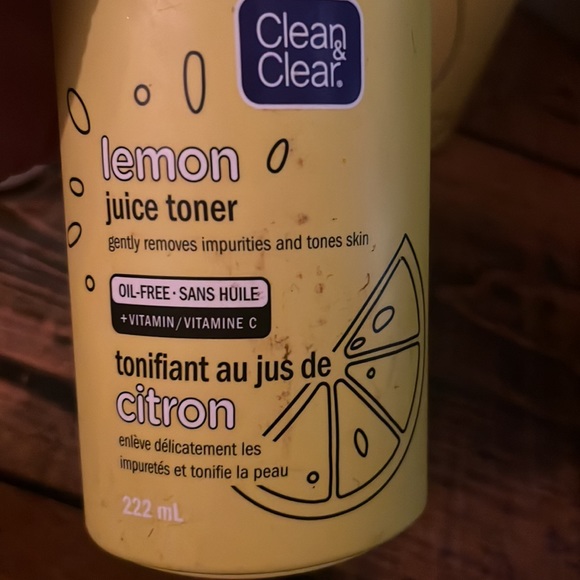 Clean &
Clear®
lemon
juice toner
gently removes impurities and tones skin
OIL-FREE · SANS HUILE
+VITAMIN/VITAMINE C
tonifiant au jus de
citron
enlève délicatement les
impuretés et tonifie la peau
222 mL